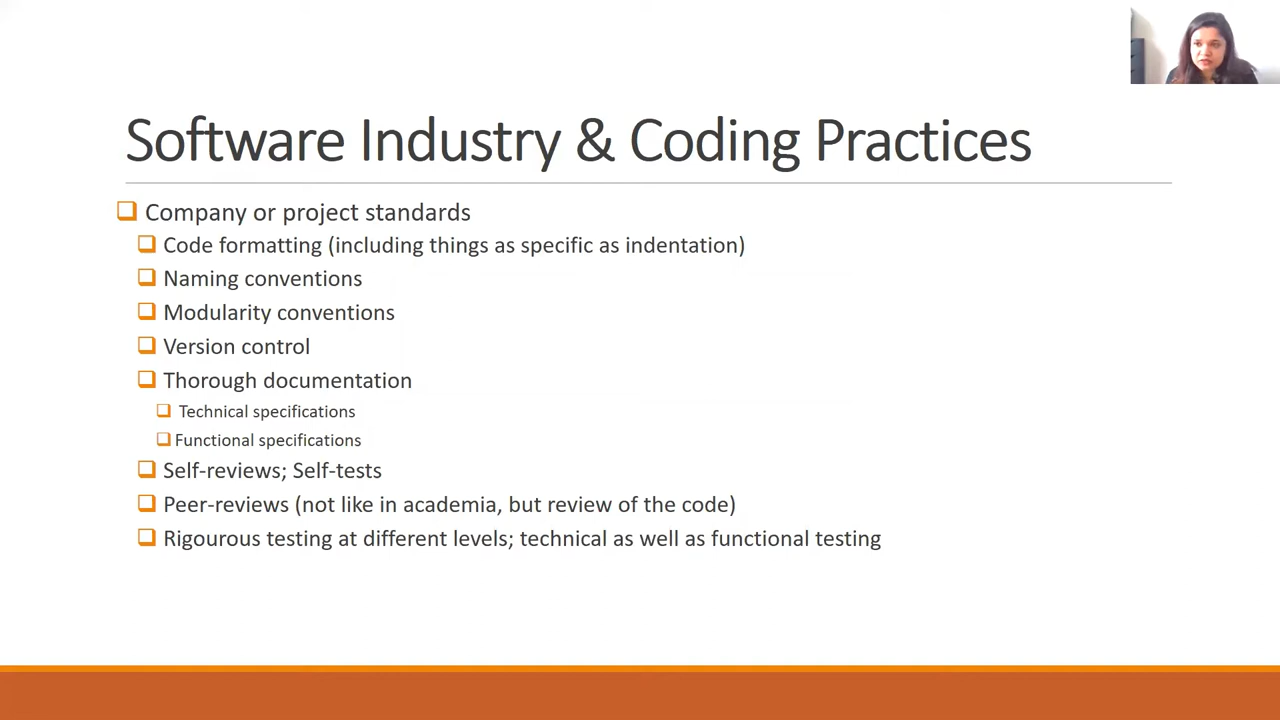 Software Industry & Coding Practices
Company or project standards
Code formatting (including things as specific as indentation)
Naming conventions
Modularity conventions
Version control
Thorough documentation
Technical specifications
Functional specifications
Self-reviews; Self-tests
Peer-reviews (not like in academia, but review of the code)
Rigourous testing at different levels; technical as well as functional testing